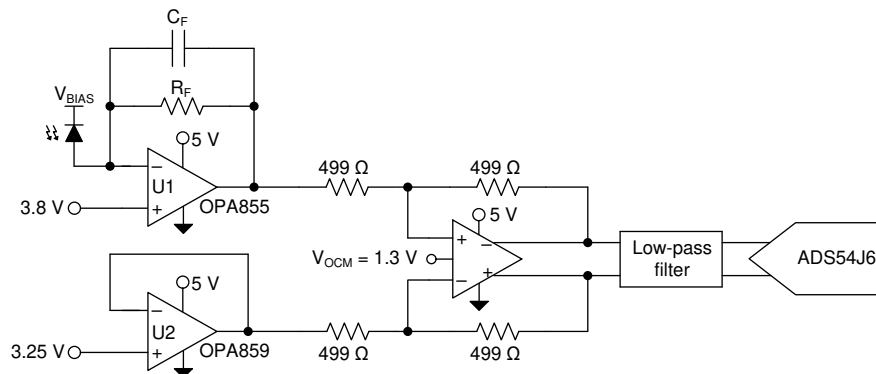 C_F
R_F
V_BIAS
5 V
−
U1
+
OPA855
3.8 V
499 Ω
499 Ω
5 V
+
−
V_OCM = 1.3 V
−
+
Low-pass
filter
ADS54J6
5 V
−
U2
+
OPA859
3.25 V
499 Ω
499 Ω